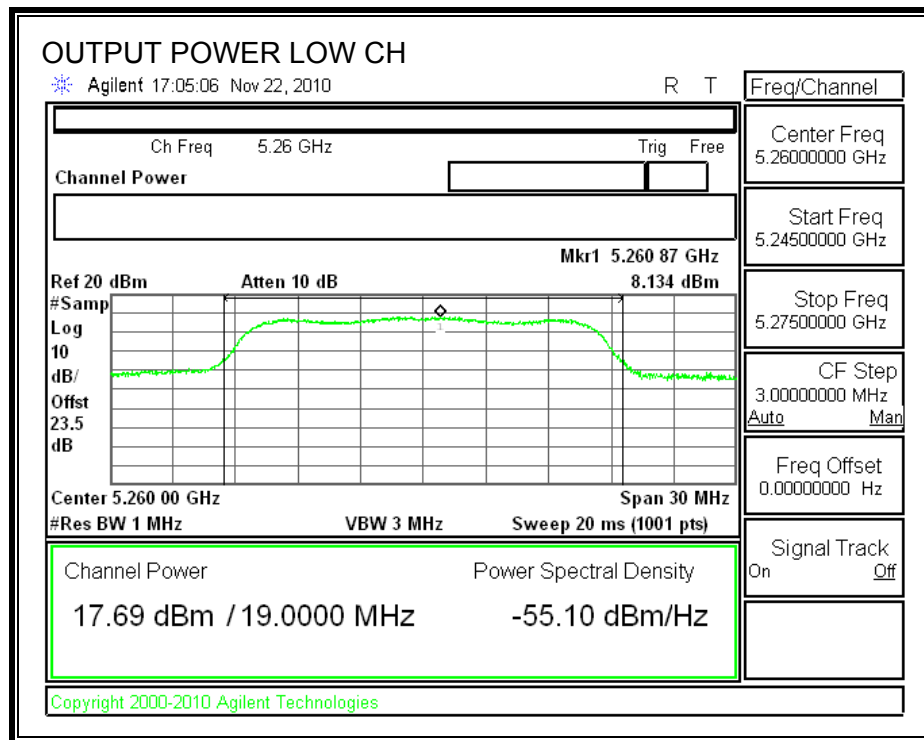 OUTPUT POWER LOW CH
Agilent 17:05:06 Nov 22, 2010 R T
Freq/Channel
Ch Freq 5.26 GHz Trig Free
Channel Power
Center Freq
5.26000000 GHz
Start Freq
5.24500000 GHz
Mkr1 5.260 87 GHz
Ref 20 dBm Atten 10 dB 8.134 dBm
#Samp
Log
10
dB/
Offst
23.5
dB
1
Stop Freq
5.27500000 GHz
CF Step
3.00000000 MHz
Auto Man
Freq Offset
0.00000000 Hz
Center 5.260 00 GHz Span 30 MHz
#Res BW 1 MHz VBW 3 MHz Sweep 20 ms (1001 pts)
Signal Track
On Off
Channel Power Power Spectral Density
17.69 dBm / 19.0000 MHz -55.10 dBm/Hz
Copyright 2000-2010 Agilent Technologies